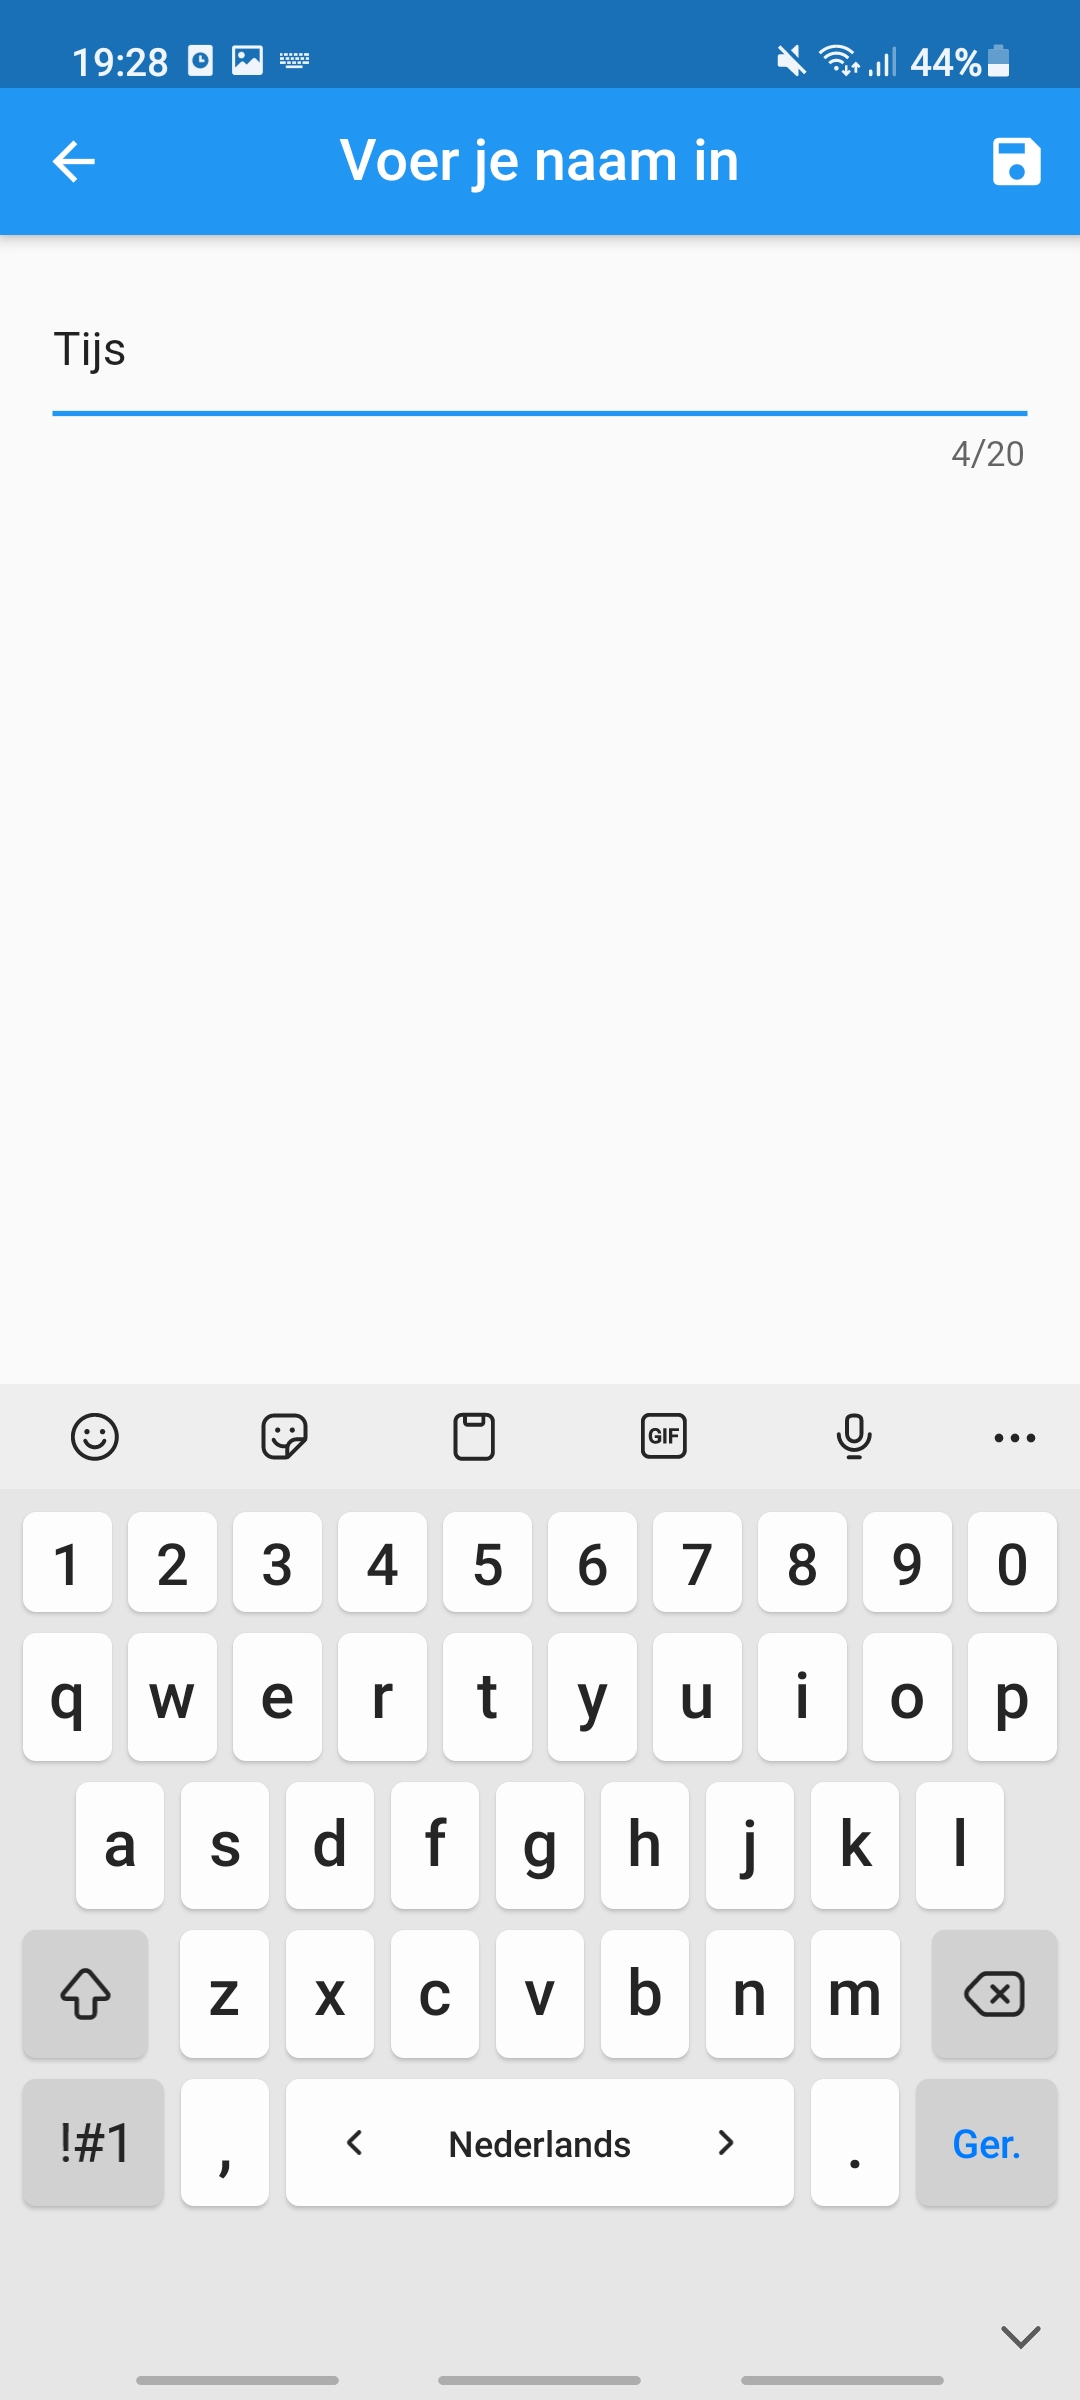 19:28 44%
Voer je naam in
Tijs
4/20
GIF
1 2 3 4 5 6 7 8 9 0
q w e r t y u i o p
a s d f g h j k l
z x c v b n m
!#1 , < Nederlands > . Ger.